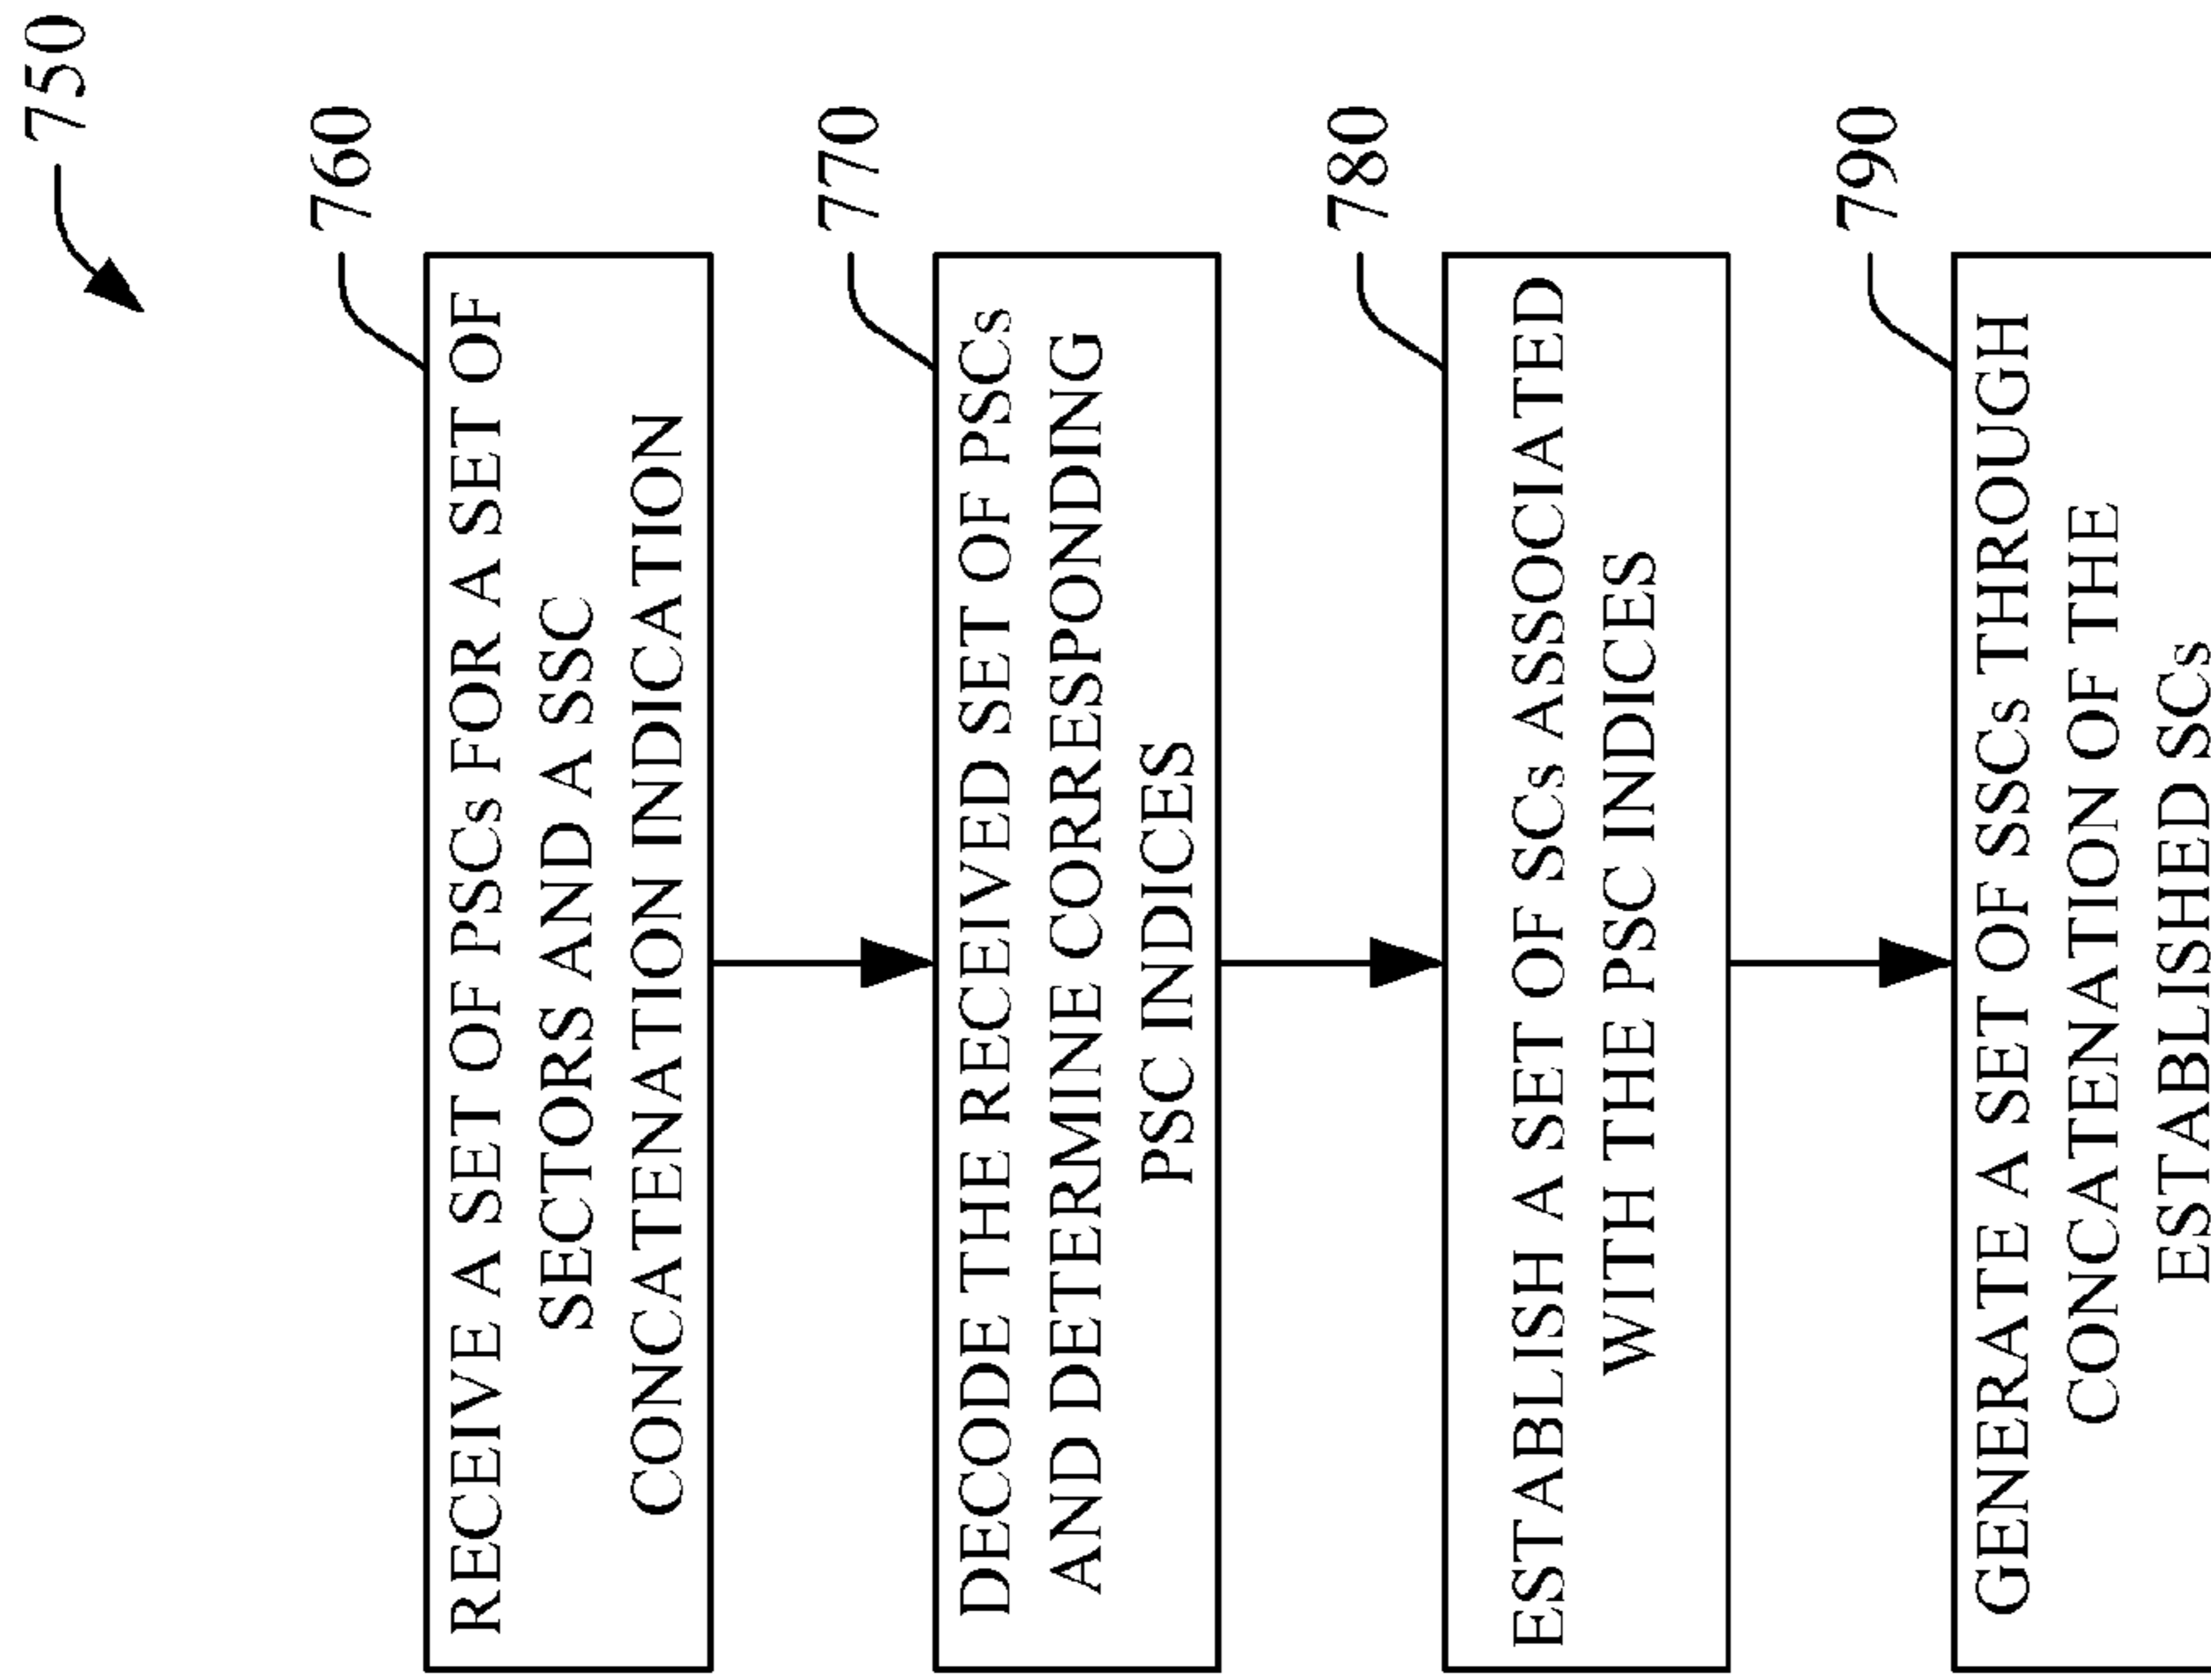 750
760
RECEIVE A SET OF PSCs FOR A SET OF
SECTORS AND A SSC
CONCATENATION INDICATION
770
DECODE THE RECEIVED SET OF PSCs
AND DETERMINE CORRESPONDING
PSC INDICES
780
ESTABLISH A SET OF SCs ASSOCIATED
WITH THE PSC INDICES
790
GENERATE A SET OF SSCs THROUGH
CONCATENATION OF THE
ESTABLISHED SCs